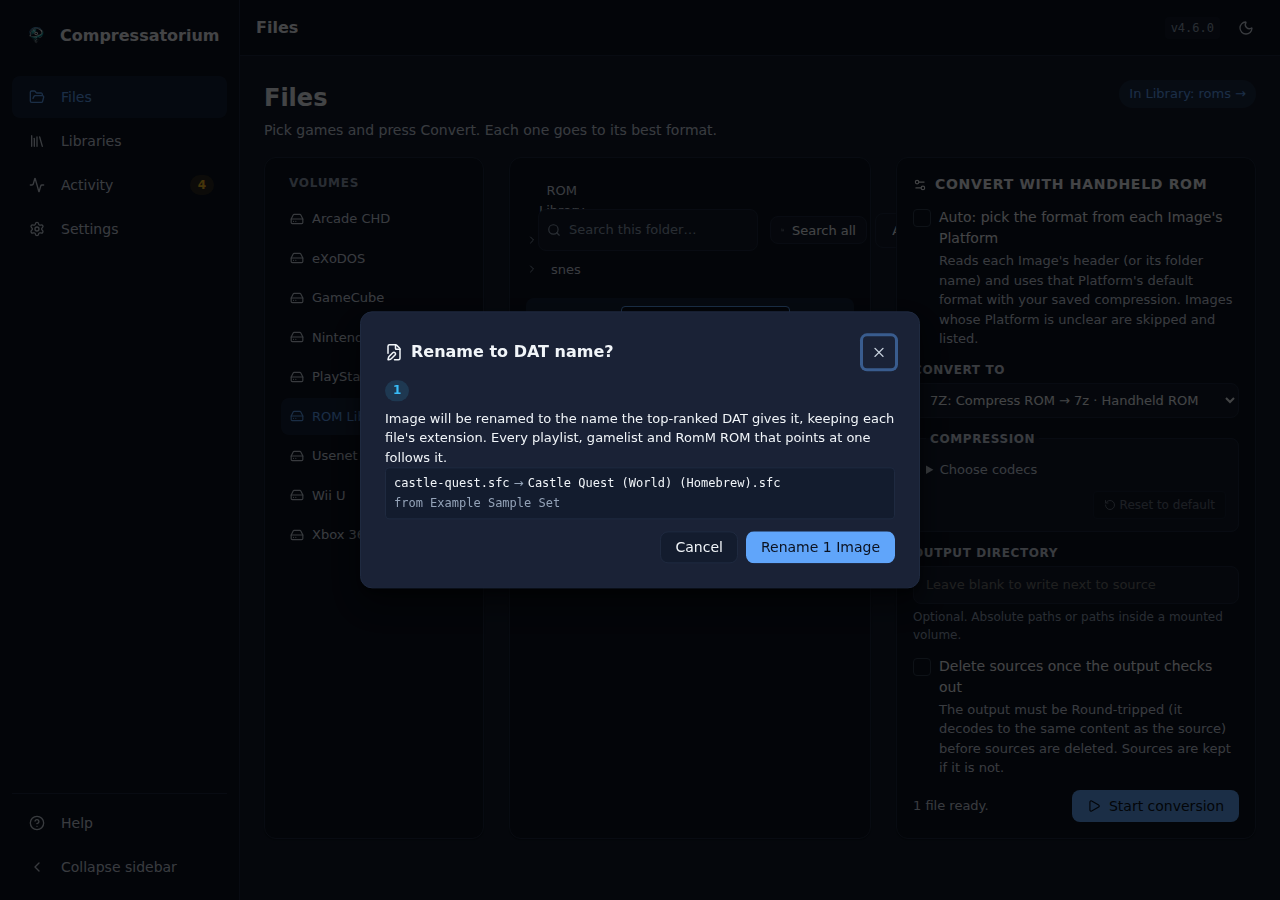 Compressatorium
Files
v4.6.0
Files
Libraries
Activity
4
Settings
Help
Collapse sidebar
Files
In Library: roms →
Pick games and press Convert. Each one goes to its best format.
VOLUMES
Arcade CHD
eXoDOS
GameCube
Usenet
Wii U
ROM
Search this folder…
Search all
snes
CONVERT WITH HANDHELD ROM
Auto: pick the format from each Image's
Platform
Reads each Image's header (or its folder
name) and uses that Platform's default
format with your saved compression. Images
whose Platform is unclear are skipped and
listed.
CONVERT TO
7Z: Compress ROM → 7z · Handheld ROM
COMPRESSION
Choose codecs
Reset to default
OUTPUT DIRECTORY
Leave blank to write next to source
Optional. Absolute paths or paths inside a mounted
volume.
Delete sources once the output checks
out
The output must be Round-tripped (it
decodes to the same content as the source)
before sources are deleted. Sources are kept
if it is not.
1 file ready.
Start conversion
Rename to DAT name?
1
Image will be renamed to the name the top-ranked DAT gives it, keeping each
file's extension. Every playlist, gamelist and RomM ROM that points at one
follows it.
castle-quest.sfc → Castle Quest (World) (Homebrew).sfc
from Example Sample Set
Cancel
Rename 1 Image